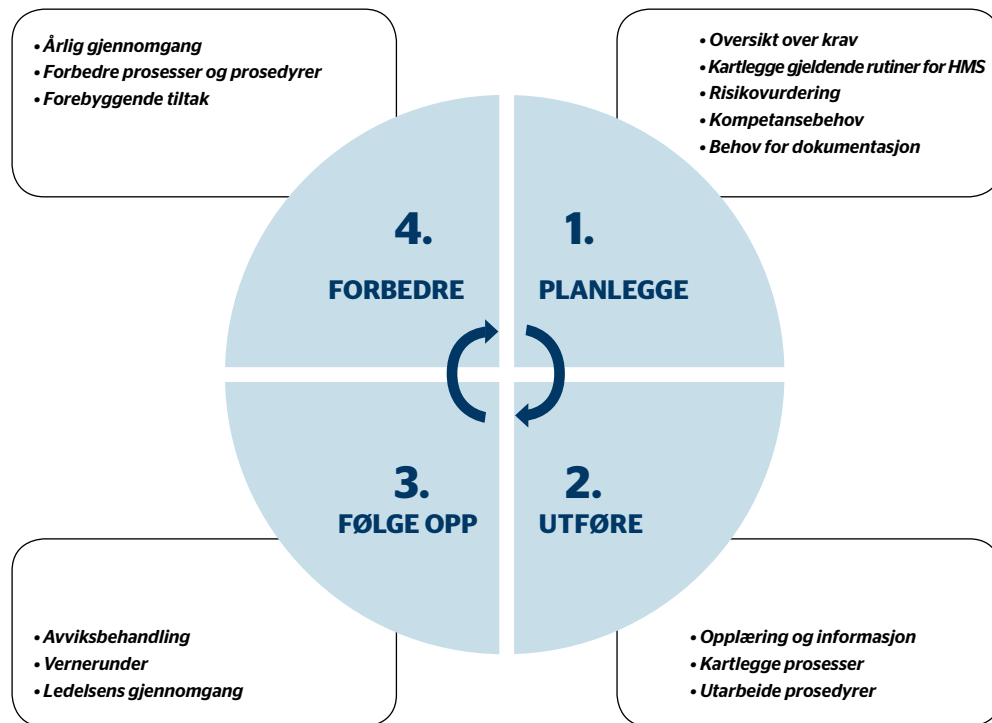 • Årlig gjennomgang
• Forbedre prosesser og prosedyrer
• Forebyggende tiltak
• Oversikt over krav
• Kartlegge gjeldende rutiner for HMS
• Risikovurdering
• Kompetansebehov
• Behov for dokumentasjon
4.
FORBEDRE
1.
PLANLEGGE
3.
FØLGE OPP
2.
UTFØRE
• Avviksbehandling
• Vernerunder
• Ledelsens gjennomgang
• Opplæring og informasjon
• Kartlegge prosesser
• Utarbeide prosedyrer